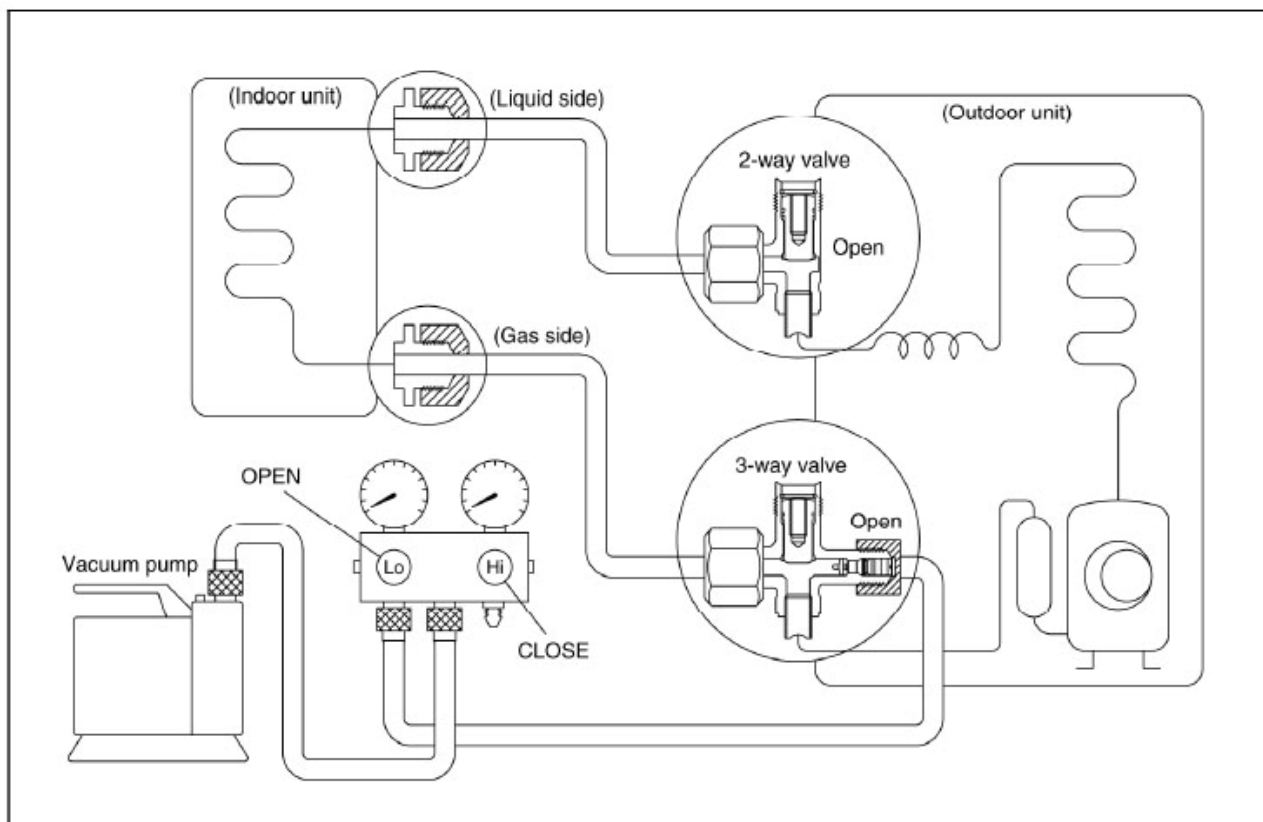 (Indoor unit)
(Liquid side)
(Outdoor unit)
2-way valve
Open
(Gas side)
3-way valve
OPEN
Open
Vacuum pump
Lo
Hi
CLOSE